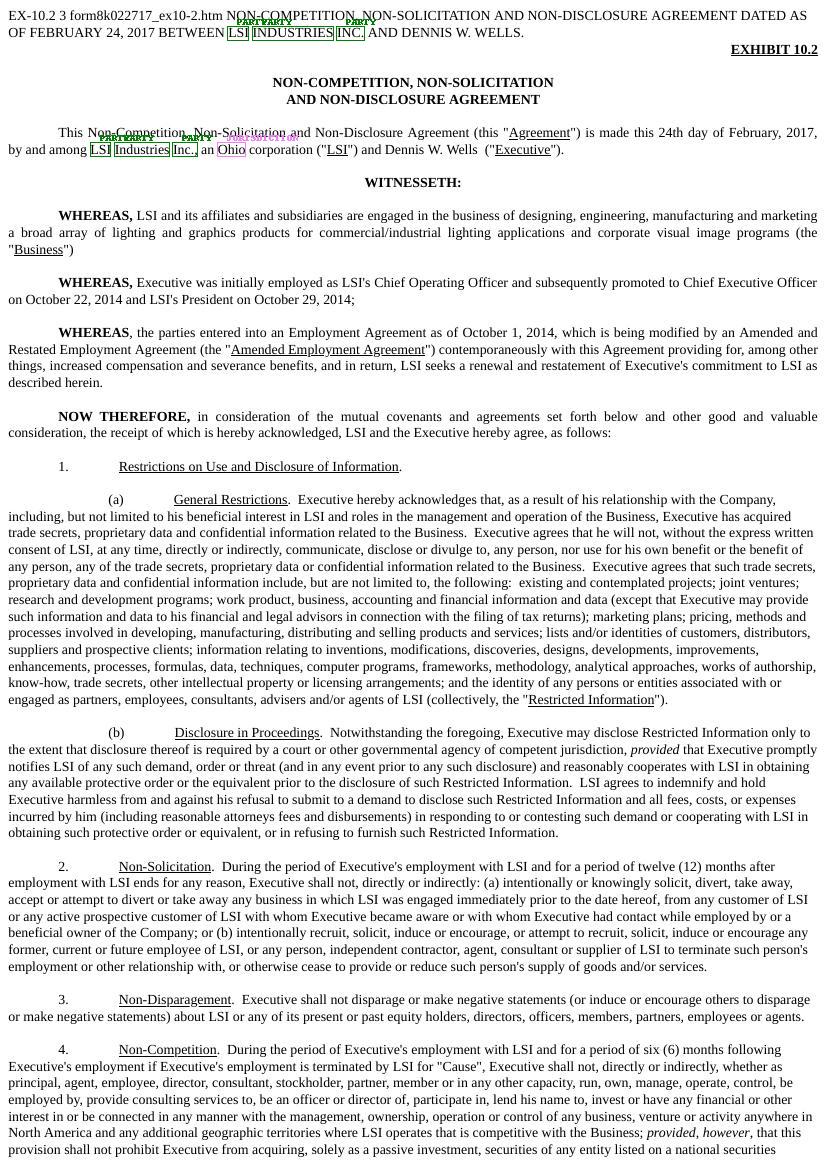 EX-10.2 3 form8k022717_ex10-2.htm NON-COMPETITION, NON-SOLICITATION AND NON-DISCLOSURE AGREEMENT DATED AS
PARTY PARTY PARTY
OF FEBRUARY 24, 2017 BETWEEN LSI INDUSTRIES INC. AND DENNIS W. WELLS.
EXHIBIT 10.2
NON-COMPETITION, NON-SOLICITATION
AND NON-DISCLOSURE AGREEMENT
This Non-Competition, Non-Solicitation and Non-Disclosure Agreement (this "Agreement") is made this 24th day of February, 2017,
PARTY PARTY PARTY JURISDICTION
by and among LSI Industries Inc., an Ohio corporation ("LSI") and Dennis W. Wells ("Executive").
WITNESSETH:
WHEREAS, LSI and its affiliates and subsidiaries are engaged in the business of designing, engineering, manufacturing and marketing
a broad array of lighting and graphics products for commercial/industrial lighting applications and corporate visual image programs (the
"Business")
WHEREAS, Executive was initially employed as LSI's Chief Operating Officer and subsequently promoted to Chief Executive Officer
on October 22, 2014 and LSI's President on October 29, 2014;
WHEREAS, the parties entered into an Employment Agreement as of October 1, 2014, which is being modified by an Amended and
Restated Employment Agreement (the "Amended Employment Agreement") contemporaneously with this Agreement providing for, among other
things, increased compensation and severance benefits, and in return, LSI seeks a renewal and restatement of Executive's commitment to LSI as
described herein.
NOW THEREFORE, in consideration of the mutual covenants and agreements set forth below and other good and valuable
consideration, the receipt of which is hereby acknowledged, LSI and the Executive hereby agree, as follows:
1. Restrictions on Use and Disclosure of Information.
(a) General Restrictions. Executive hereby acknowledges that, as a result of his relationship with the Company,
including, but not limited to his beneficial interest in LSI and roles in the management and operation of the Business, Executive has acquired
trade secrets, proprietary data and confidential information related to the Business. Executive agrees that he will not, without the express written
consent of LSI, at any time, directly or indirectly, communicate, disclose or divulge to, any person, nor use for his own benefit or the benefit of
any person, any of the trade secrets, proprietary data or confidential information related to the Business. Executive agrees that such trade secrets,
proprietary data and confidential information include, but are not limited to, the following: existing and contemplated projects; joint ventures;
research and development programs; work product, business, accounting and financial information and data (except that Executive may provide
such information and data to his financial and legal advisors in connection with the filing of tax returns); marketing plans; pricing, methods and
processes involved in developing, manufacturing, distributing and selling products and services; lists and/or identities of customers, distributors,
suppliers and prospective clients; information relating to inventions, modifications, discoveries, designs, developments, improvements,
enhancements, processes, formulas, data, techniques, computer programs, frameworks, methodology, analytical approaches, works of authorship,
know-how, trade secrets, other intellectual property or licensing arrangements; and the identity of any persons or entities associated with or
engaged as partners, employees, consultants, advisers and/or agents of LSI (collectively, the "Restricted Information").
(b) Disclosure in Proceedings. Notwithstanding the foregoing, Executive may disclose Restricted Information only to
the extent that disclosure thereof is required by a court or other governmental agency of competent jurisdiction, provided that Executive promptly
notifies LSI of any such demand, order or threat (and in any event prior to any such disclosure) and reasonably cooperates with LSI in obtaining
any available protective order or the equivalent prior to the disclosure of such Restricted Information. LSI agrees to indemnify and hold
Executive harmless from and against his refusal to submit to a demand to disclose such Restricted Information and all fees, costs, or expenses
incurred by him (including reasonable attorneys fees and disbursements) in responding to or contesting such demand or cooperating with LSI in
obtaining such protective order or equivalent, or in refusing to furnish such Restricted Information.
2. Non-Solicitation. During the period of Executive's employment with LSI and for a period of twelve (12) months after
employment with LSI ends for any reason, Executive shall not, directly or indirectly: (a) intentionally or knowingly solicit, divert, take away,
accept or attempt to divert or take away any business in which LSI was engaged immediately prior to the date hereof, from any customer of LSI
or any active prospective customer of LSI with whom Executive became aware or with whom Executive had contact while employed by or a
beneficial owner of the Company; or (b) intentionally recruit, solicit, induce or encourage, or attempt to recruit, solicit, induce or encourage any
former, current or future employee of LSI, or any person, independent contractor, agent, consultant or supplier of LSI to terminate such person's
employment or other relationship with, or otherwise cease to provide or reduce such person's supply of goods and/or services.
3. Non-Disparagement. Executive shall not disparage or make negative statements (or induce or encourage others to disparage
or make negative statements) about LSI or any of its present or past equity holders, directors, officers, members, partners, employees or agents.
4. Non-Competition. During the period of Executive's employment with LSI and for a period of six (6) months following
Executive's employment if Executive's employment is terminated by LSI for "Cause", Executive shall not, directly or indirectly, whether as
principal, agent, employee, director, consultant, stockholder, partner, member or in any other capacity, run, own, manage, operate, control, be
employed by, provide consulting services to, be an officer or director of, participate in, lend his name to, invest or have any financial or other
interest in or be connected in any manner with the management, ownership, operation or control of any business, venture or activity anywhere in
North America and any additional geographic territories where LSI operates that is competitive with the Business; provided, however, that this
provision shall not prohibit Executive from acquiring, solely as a passive investment, securities of any entity listed on a national securities